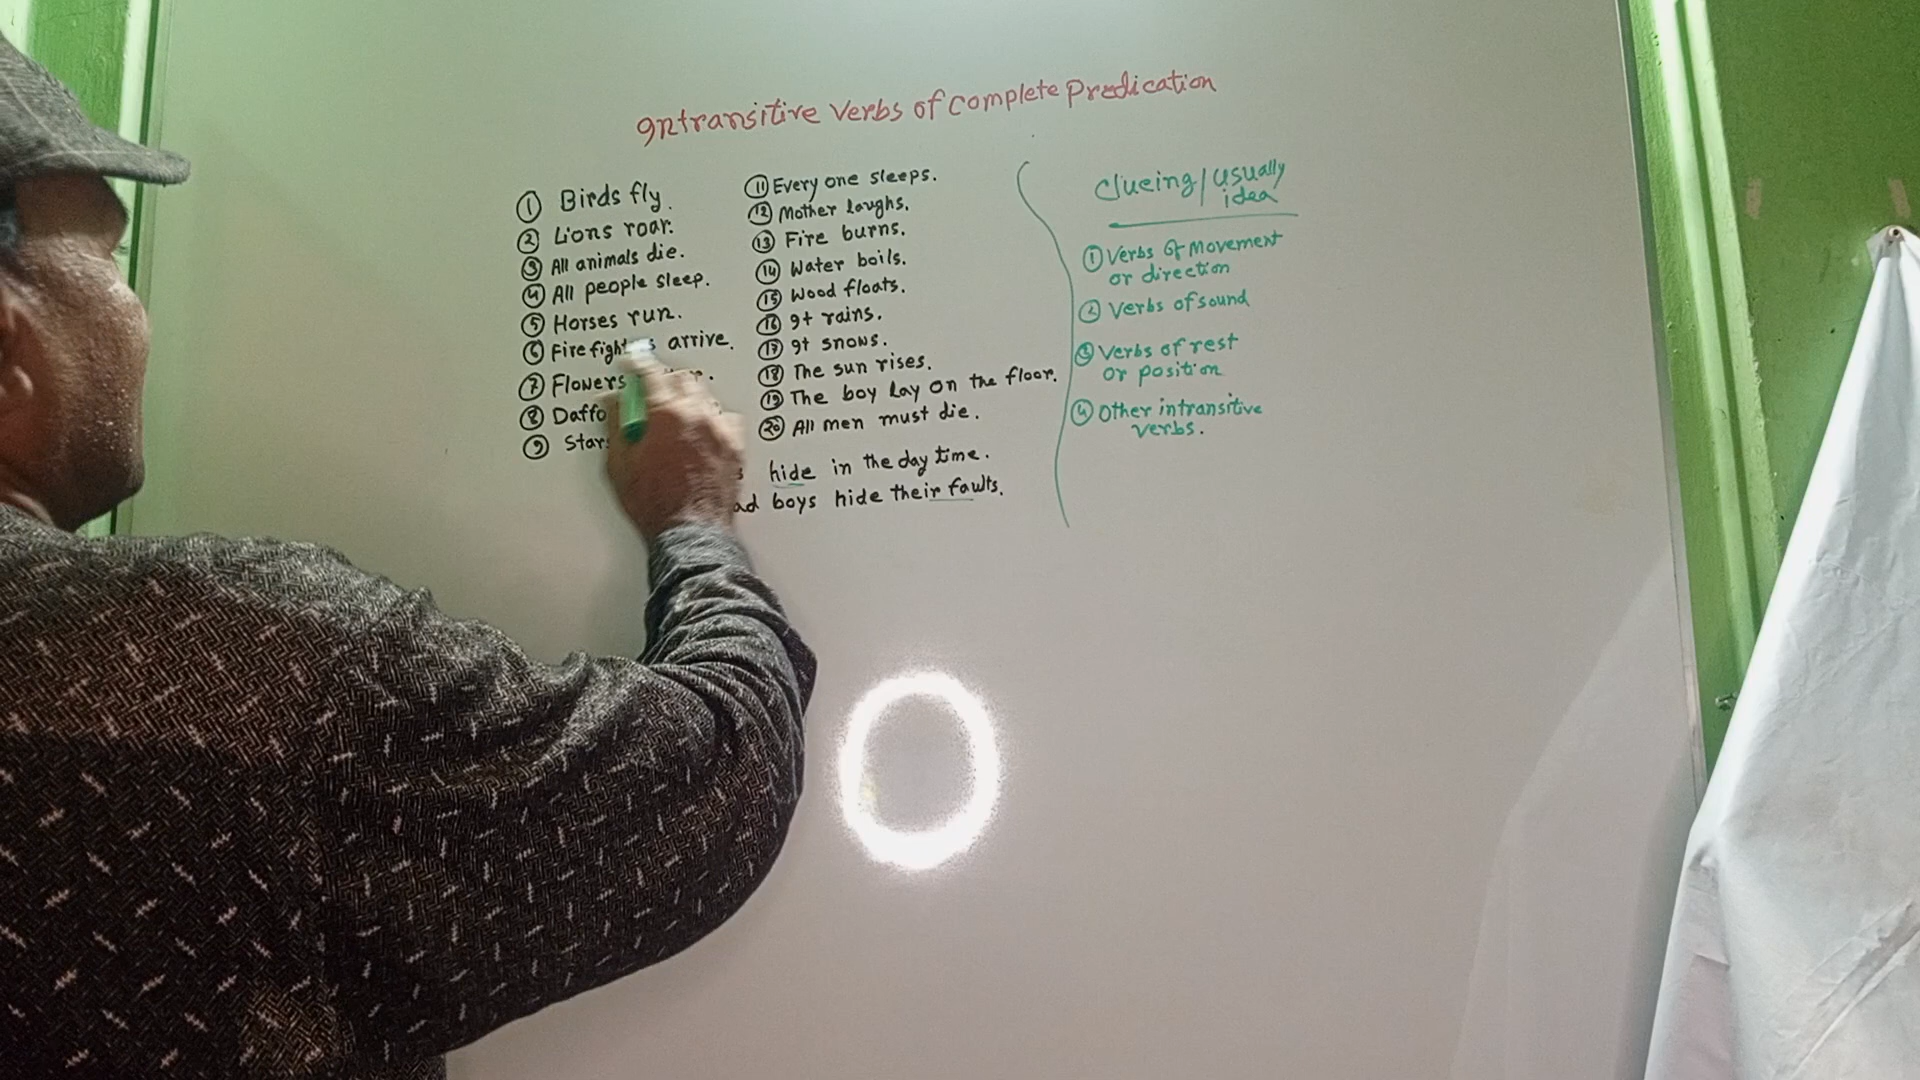 Intransitive Verbs of Complete Predication
① Birds fly.
② Lions roar.
③ All animals die.
④ All people sleep.
⑤ Horses run.
⑥ arrive.
⑦ Flowers
⑧
⑨
⑪ Every one sleeps.
⑫ Mother laughs.
⑬ Fire burns.
⑭ Water boils.
⑮ Wood floats.
⑯ It rains.
⑰ It snows.
⑱ The sun rises.
⑲ The boy lay on the floor.
⑳ All men must die.
hide in the day time.
boys hide their faults.
Clueing/usually
idea
① Verbs of Movement
or direction
② Verbs of sound
③ Verbs of rest
or position
④ Other intransitive
verbs.